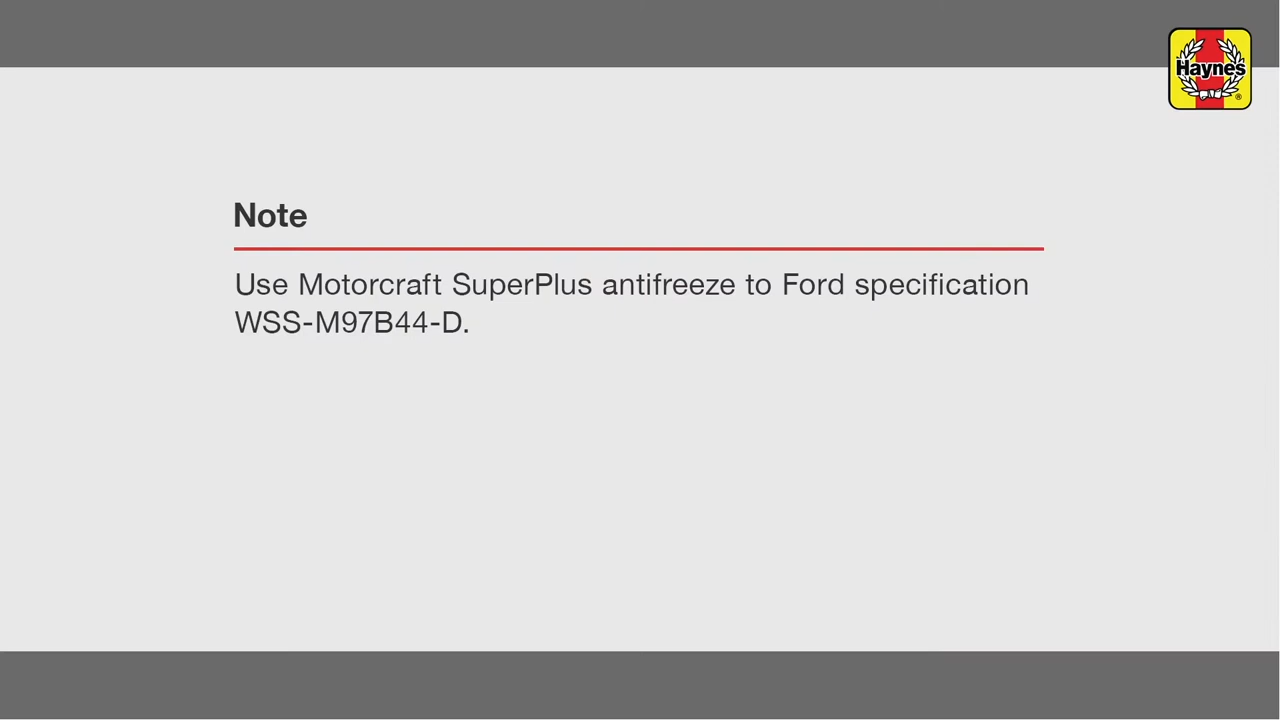 Haynes
Note
Use Motorcraft SuperPlus antifreeze to Ford specification
WSS-M97B44-D.